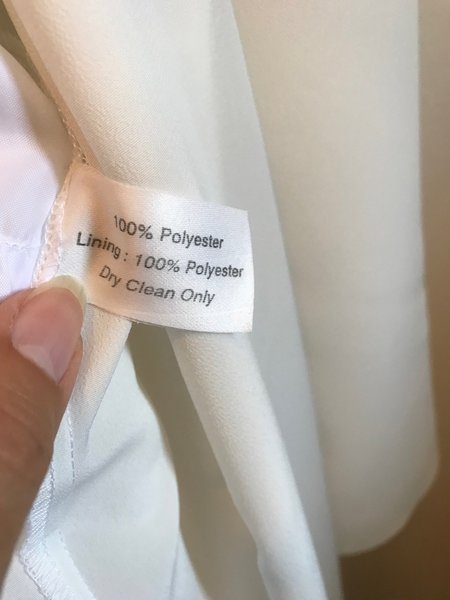 100% Polyester
Lining : 100% Polyester
Dry Clean Only